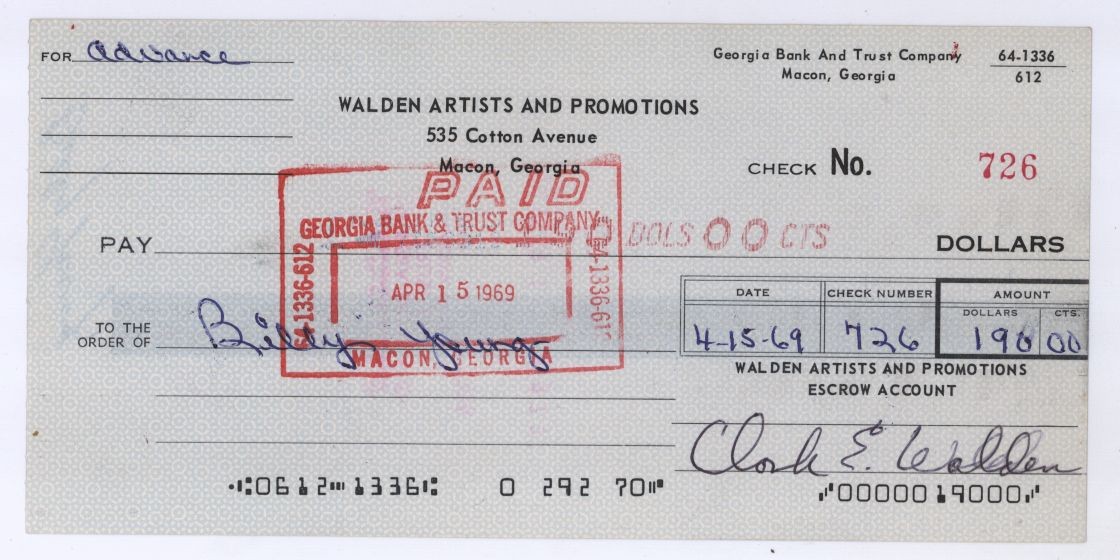 FOR Advance
Georgia Bank And Trust Company
Macon, Georgia
64-1336
612
WALDEN ARTISTS AND PROMOTIONS
535 Cotton Avenue
Macon, Georgia
CHECK No. 726
PAID
GEORGIA BANK & TRUST COMPANY
64-1336-612
64-1336-612
APR 15 1969
MACON, GEORGIA
PAY DOLS 00 CTS DOLLARS
DATE CHECK NUMBER AMOUNT
DOLLARS CTS.
4-15-69 726 190 00
TO THE
ORDER OF Billy Young
WALDEN ARTISTS AND PROMOTIONS
ESCROW ACCOUNT
Clark E. Walden
⑆0612⑉1336⑆ 0 292 70⑈ ⑈0000019000⑈